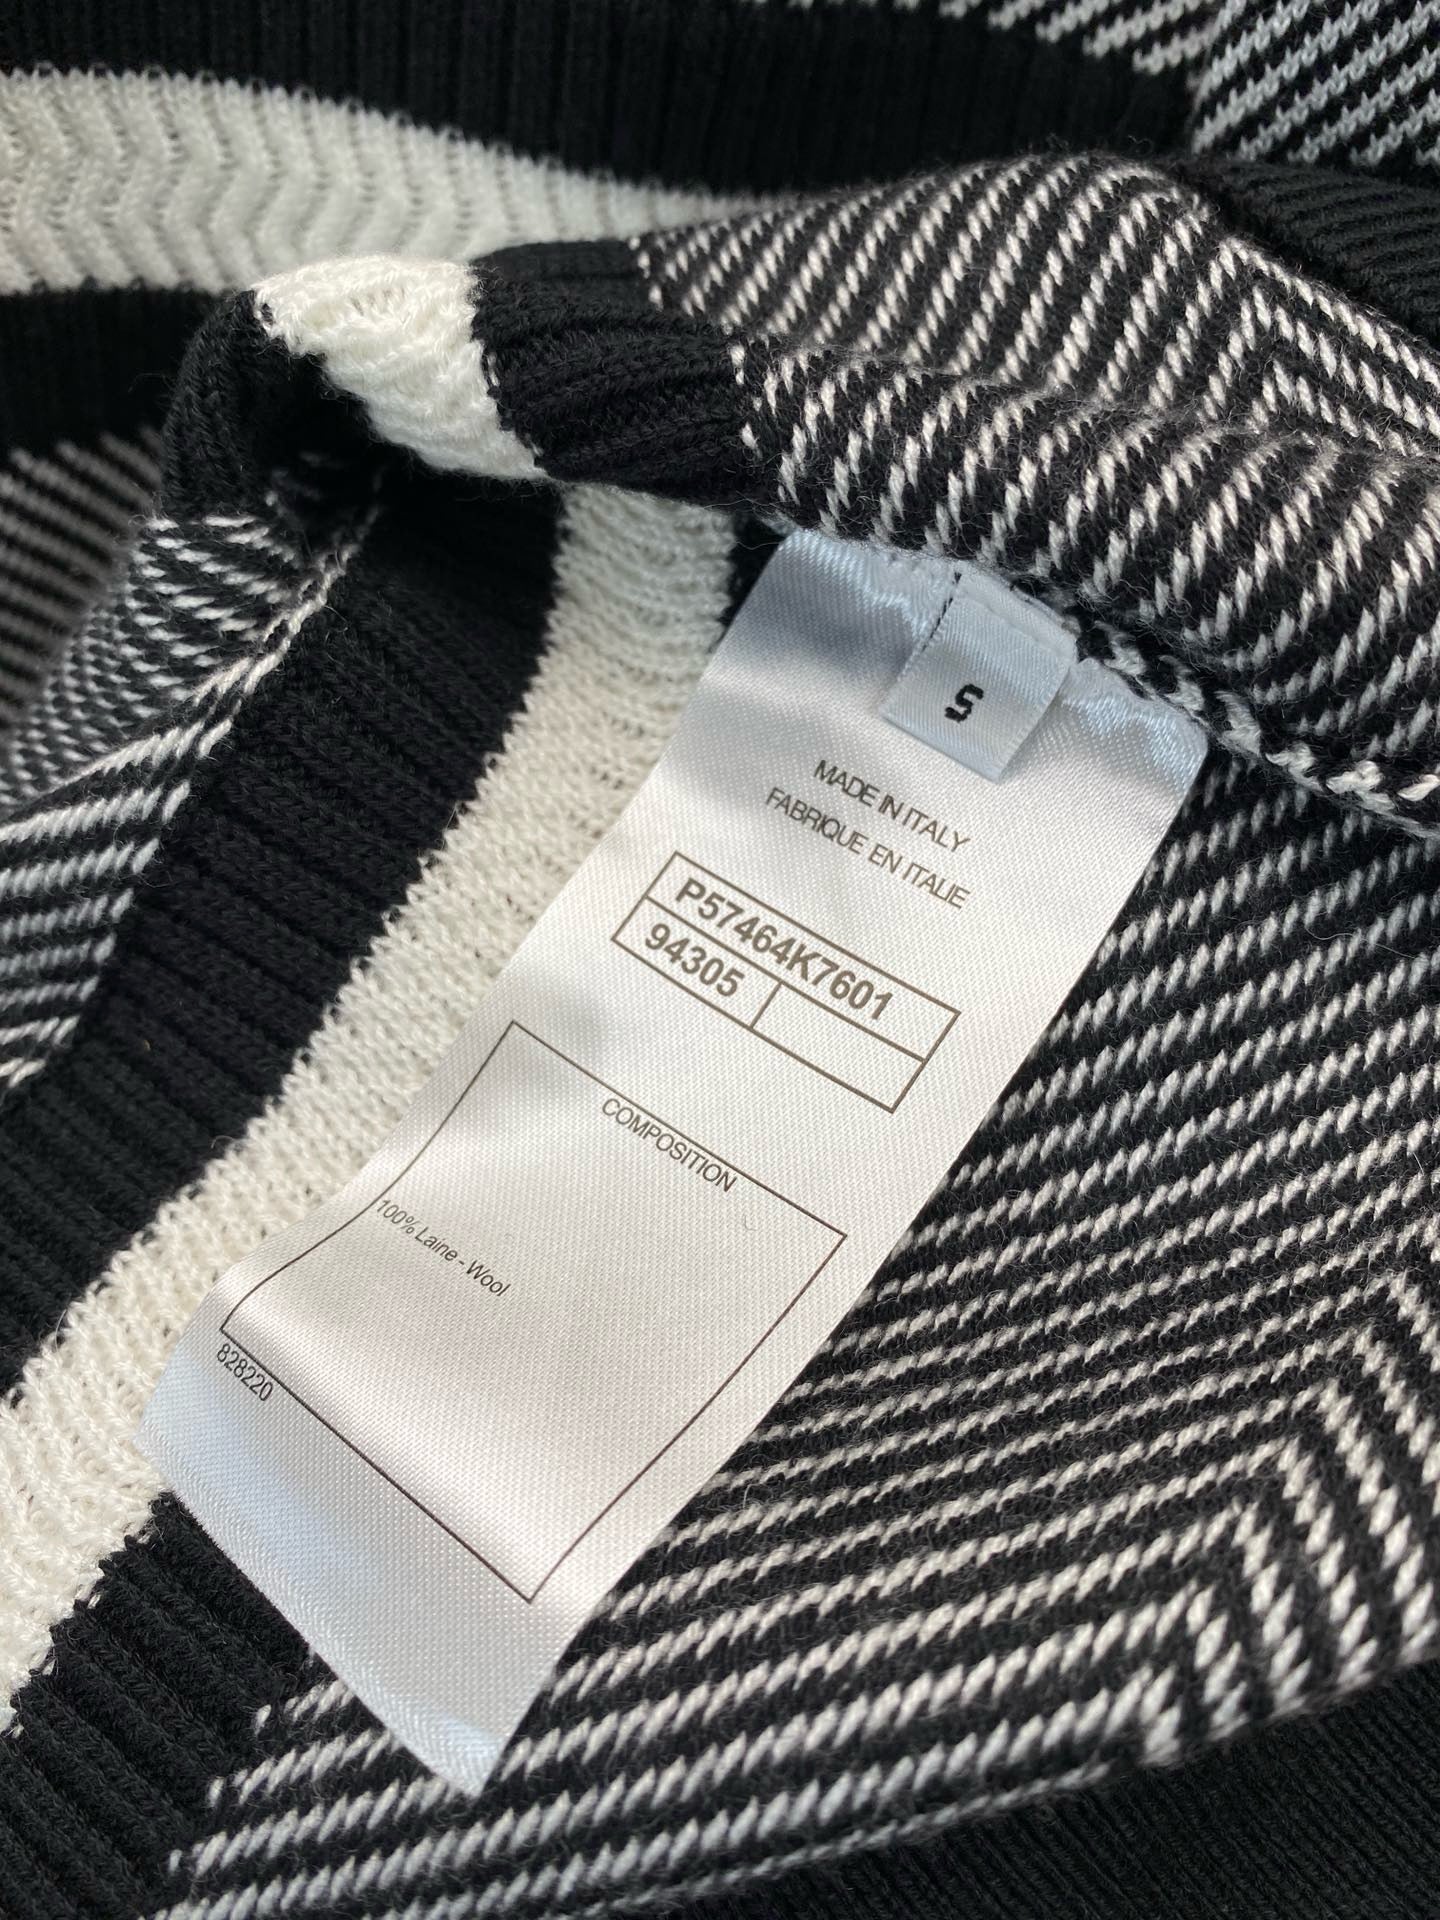 S
MADE IN ITALY
FABRIQUE EN ITALIE
P57464K7601
94305
COMPOSITION
100% Laine - Wool
828220